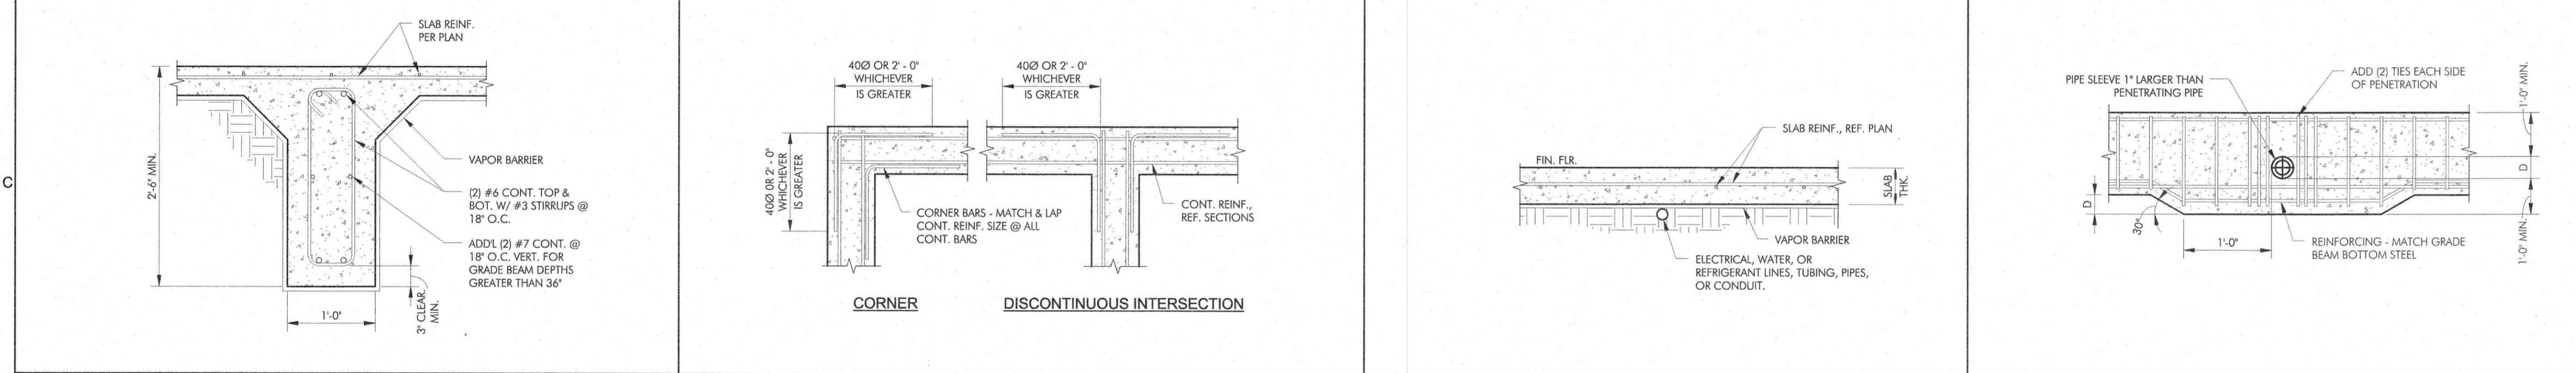 C
SLAB REINF.
PER PLAN
2'-6" MIN.
VAPOR BARRIER
(2) #6 CONT. TOP &
BOT. W/ #3 STIRRUPS @
18" O.C.
ADD'L (2) #7 CONT. @
18" O.C. VERT. FOR
GRADE BEAM DEPTHS
GREATER THAN 36"
1'-0"
3" CLEAR.
MIN.
40Ø OR 2' - 0"
WHICHEVER
IS GREATER
40Ø OR 2' - 0"
WHICHEVER
IS GREATER
40Ø OR 2' - 0"
WHICHEVER
IS GREATER
CORNER BARS - MATCH & LAP
CONT. REINF. SIZE @ ALL
CONT. BARS
CONT. REINF.,
REF. SECTIONS
CORNER
DISCONTINUOUS INTERSECTION
FIN. FLR.
SLAB REINF., REF. PLAN
SLAB
THK.
VAPOR BARRIER
ELECTRICAL, WATER, OR
REFRIGERANT LINES, TUBING, PIPES,
OR CONDUIT.
PIPE SLEEVE 1" LARGER THAN
PENETRATING PIPE
ADD (2) TIES EACH SIDE
OF PENETRATION
1'-0" MIN.
D
1'-0" MIN.
D
30°
1'-0"
REINFORCING - MATCH GRADE
BEAM BOTTOM STEEL